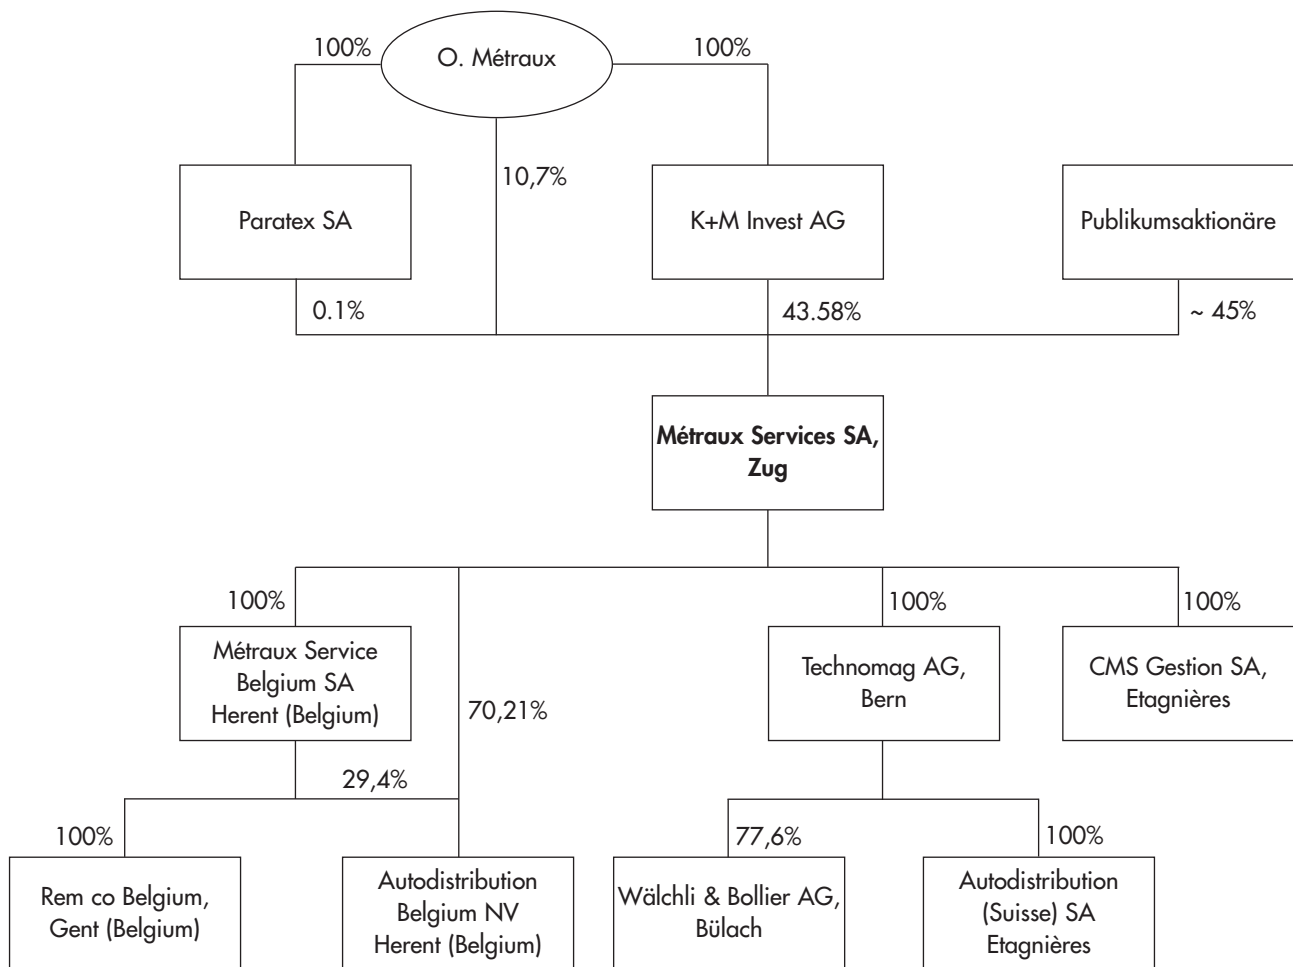 100%
O. Métraux
100%
Paratex SA
10,7%
K+M Invest AG
Publikumsaktionäre
0.1%
43.58%
~ 45%
Métraux Services SA,
Zug
100%
100%
100%
Métraux Service
Belgium SA
Herent (Belgium)
70,21%
Technomag AG,
Bern
CMS Gestion SA,
Etagnières
29,4%
100%
77,6%
100%
Rem co Belgium,
Gent (Belgium)
Autodistribution
Belgium NV
Herent (Belgium)
Wälchli & Bollier AG,
Bülach
Autodistribution
(Suisse) SA
Etagnières